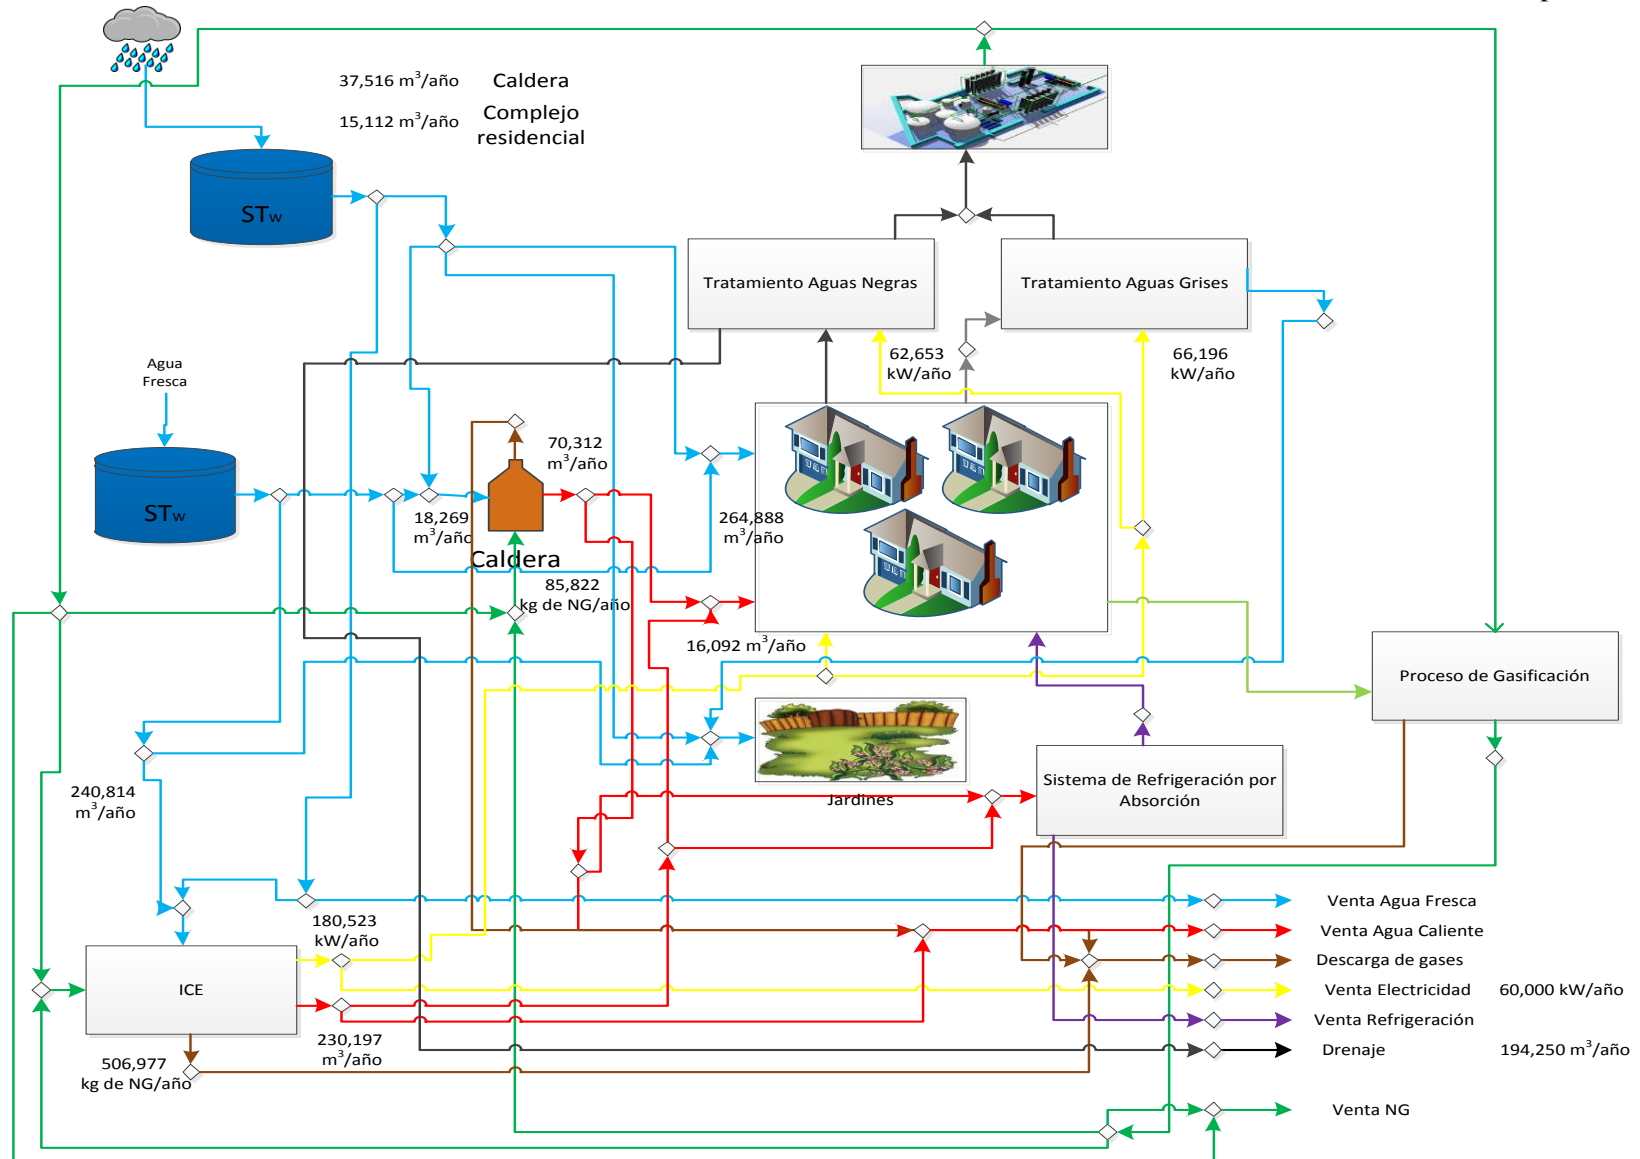 37,516 m³/año Caldera
15,112 m³/año Complejo
residencial
STw
Tratamiento Aguas Negras
Tratamiento Aguas Grises
62,653
kW/año
66,196
kW/año
Agua
Fresca
STw
70,312
m³/año
18,269
m³/año
Caldera
264,888
m³/año
85,822
kg de NG/año
16,092 m³/año
Proceso de Gasificación
240,814
m³/año
Jardines
Sistema de Refrigeración por
Absorción
180,523
kW/año
ICE
230,197
m³/año
506,977
kg de NG/año
Venta Agua Fresca
Venta Agua Caliente
Descarga de gases
Venta Electricidad 60,000 kW/año
Venta Refrigeración
Drenaje 194,250 m³/año
Venta NG